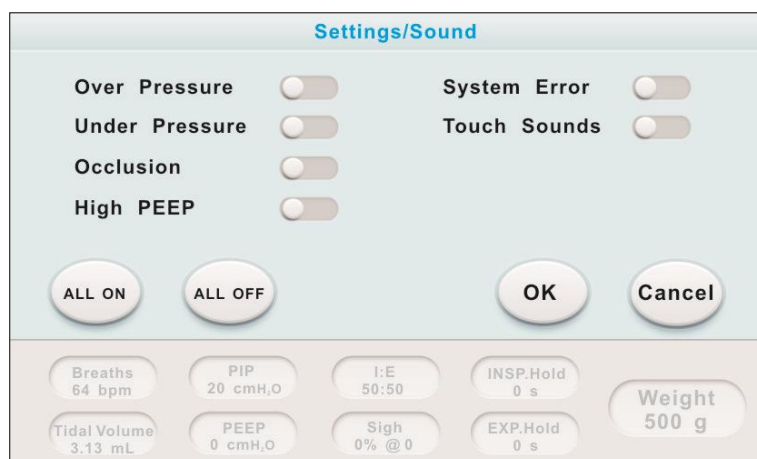 Settings/Sound
Over Pressure
System Error
Under Pressure
Touch Sounds
Occlusion
High PEEP
ALL ON
ALL OFF
OK
Cancel
Breaths
64 bpm
PIP
20 cmH₂O
I:E
50:50
INSP.Hold
0 s
Weight
500 g
Tidal Volume
3.13 mL
PEEP
0 cmH₂O
Sigh
0% @ 0
EXP.Hold
0 s